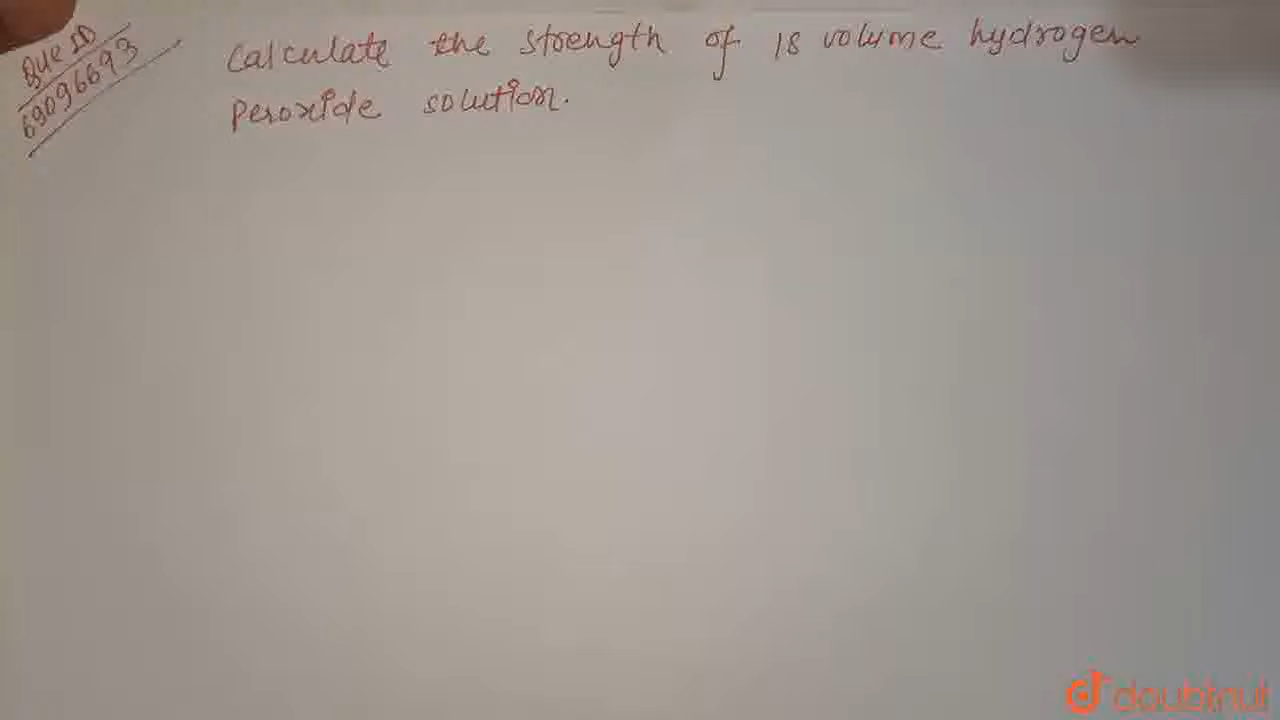 Que ID
69096693
Calculate the strength of 18 volume hydrogen
Peroxide solution.
doubtnut